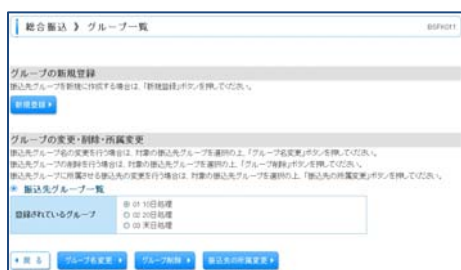 総合振込 》 グループ一覧
BSFK011
グループの新規登録
振込先グループを新規に作成する場合は、「新規登録」ボタンを押してください。
新規登録
グループの変更・削除・所属変更
振込先グループ名の変更を行う場合は、対象の振込先グループを選択の上、「グループ名変更」ボタンを押してください。
振込先グループの削除を行う場合は、対象の振込先グループを選択の上、「グループ削除」ボタンを押してください。
振込先グループに所属させる振込先の変更を行う場合は、対象の振込先グループを選択の上、「振込先の所属変更」ボタンを押してください。
振込先グループ一覧
登録されているグループ
01 10日処理
02 20日処理
03 末日処理
戻る グループ名変更 グループ削除 振込先の所属変更